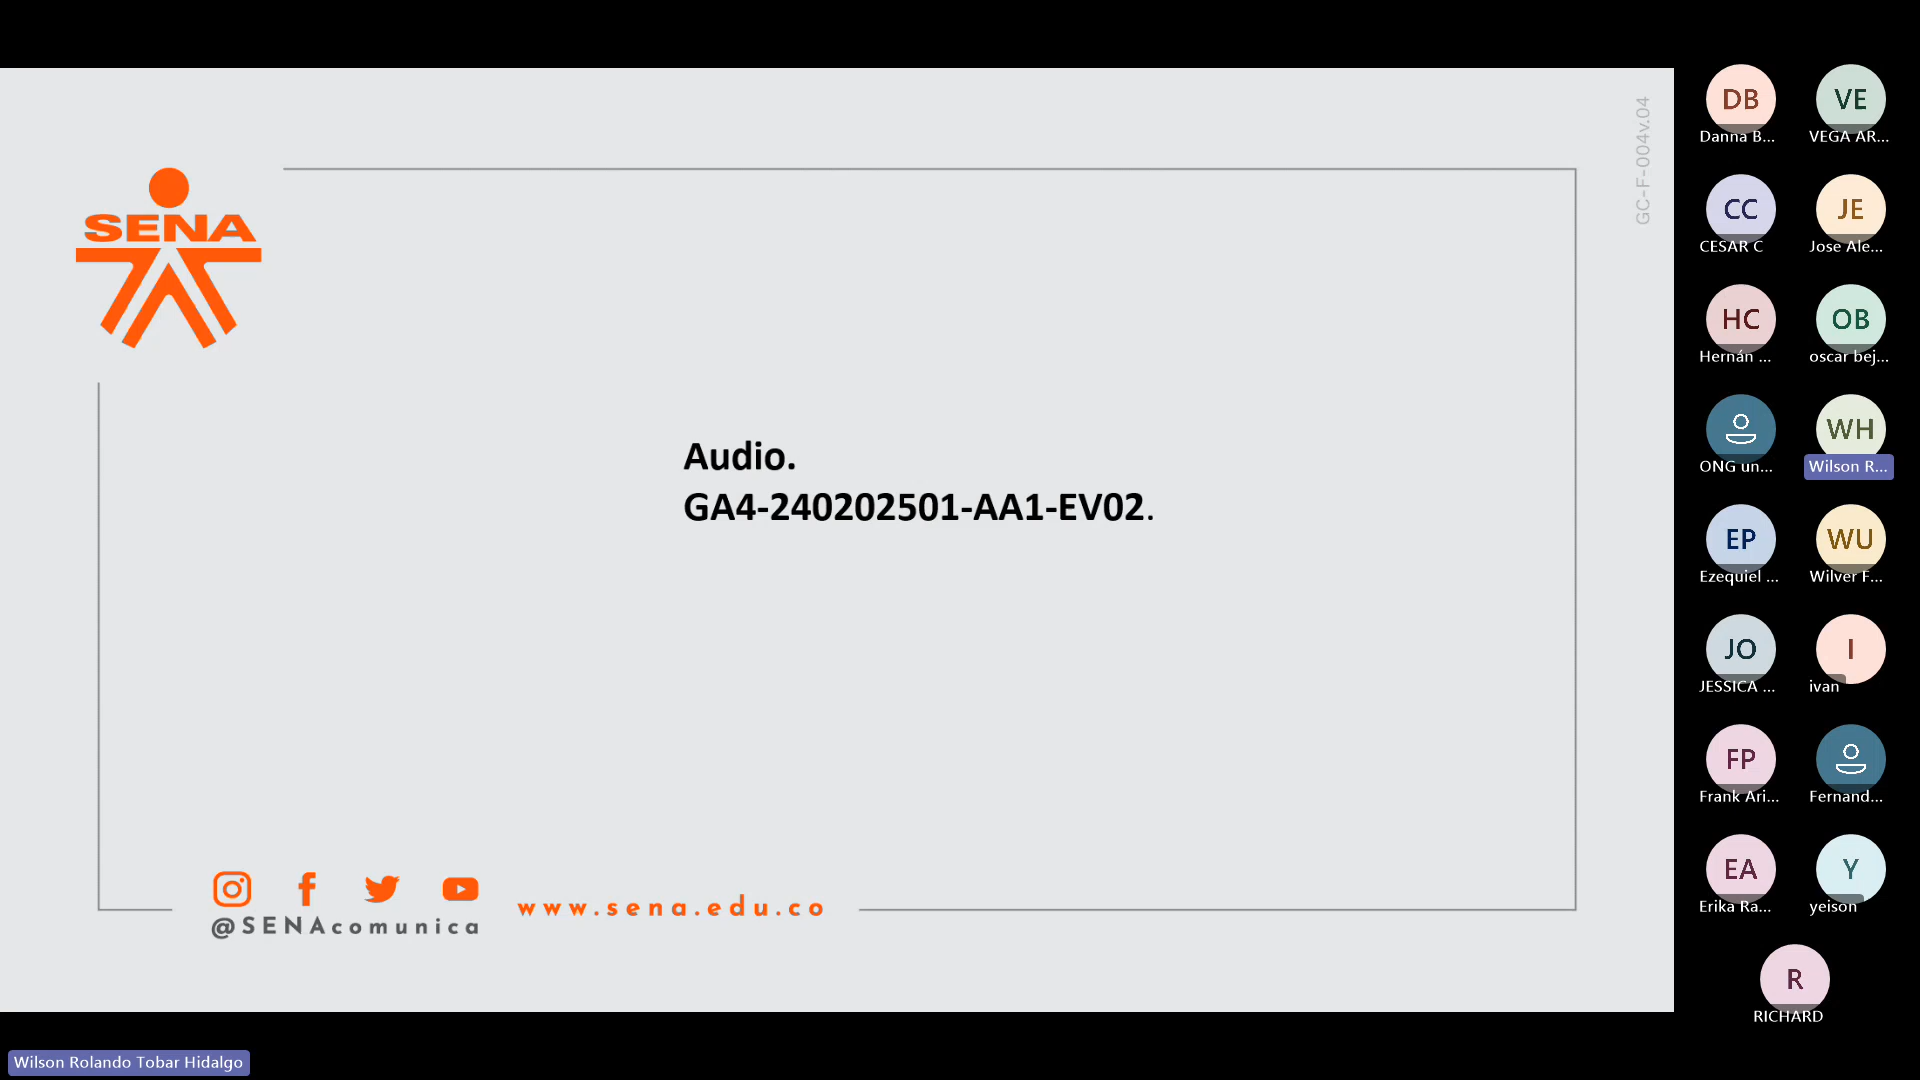 GC-F-004v.04
SENA
Audio.
GA4-240202501-AA1-EV02.
@SENAcomunica
www.sena.edu.co
DB
Danna B...
VE
VEGA AR...
CC
CESAR C
JE
Jose Ale...
HC
Hernán ...
OB
oscar bej...
ONG un...
WH
Wilson R...
EP
Ezequiel ...
WU
Wilver F...
JO
JESSICA ...
I
ivan
FP
Frank Ari...
Fernand...
EA
Erika Ra...
Y
yeison
R
RICHARD
Wilson Rolando Tobar Hidalgo